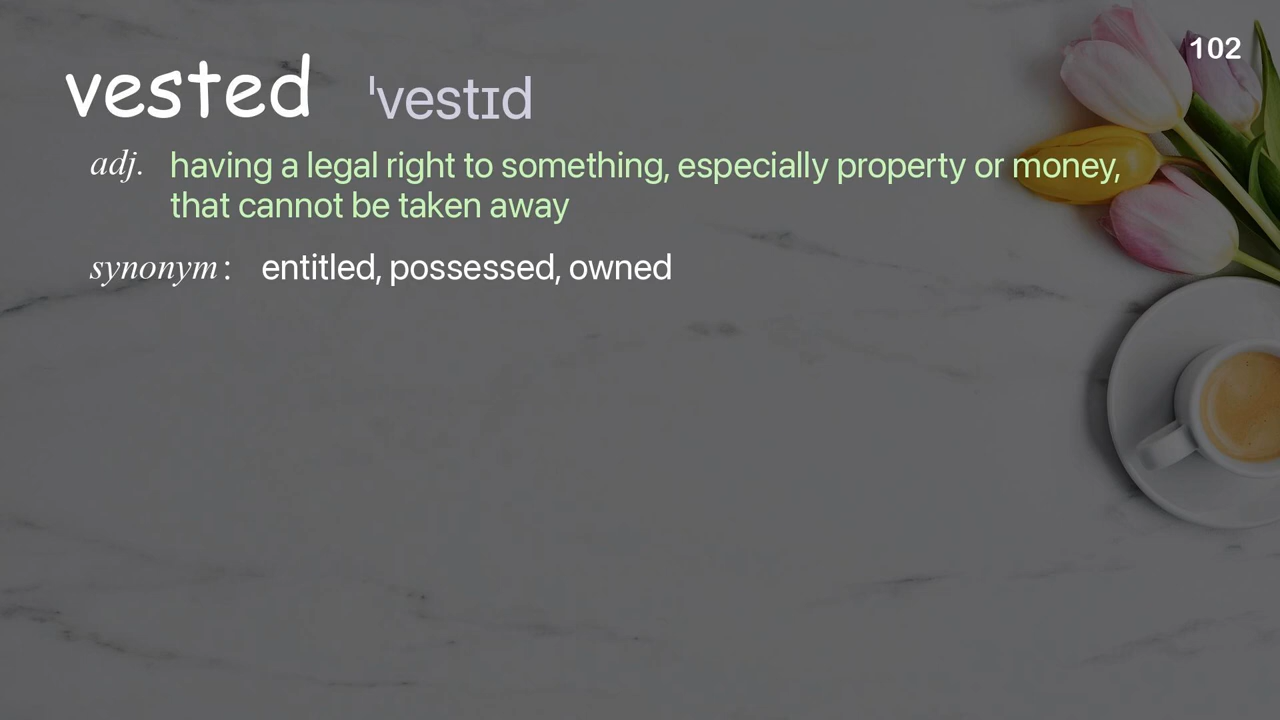 102
vested ˈvestɪd
adj. having a legal right to something, especially property or money,
that cannot be taken away
synonym: entitled, possessed, owned